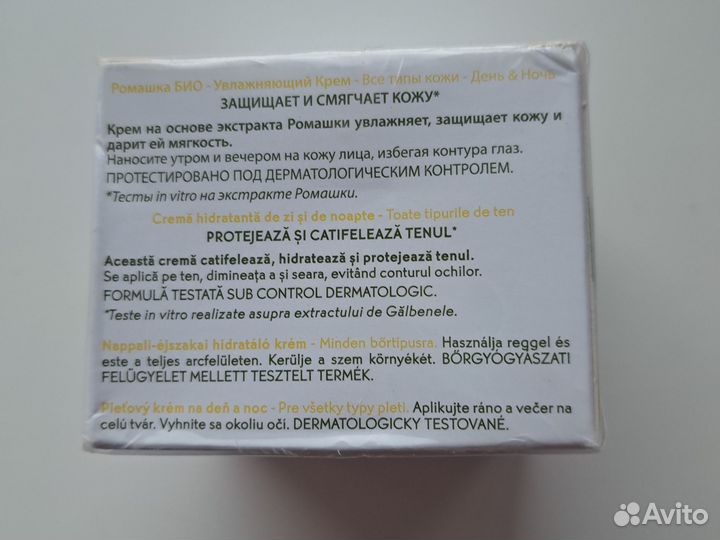 Ромашка БИО - Увлажняющий Крем - Все типы кожи - День & Ночь
ЗАЩИЩАЕТ И СМЯГЧАЕТ КОЖУ*
Крем на основе экстракта Ромашки увлажняет, защищает кожу и
дарит ей мягкость.
Наносите утром и вечером на кожу лица, избегая контура глаз.
ПРОТЕСТИРОВАНО ПОД ДЕРМАТОЛОГИЧЕСКИМ КОНТРОЛЕМ.
*Тесты in vitro на экстракте Ромашки.
Cremă hidratantă de zi și de noapte - Toate tipurile de ten
PROTEJEAZĂ ȘI CATIFELEAZĂ TENUL*
Această cremă catifelează, hidratează și protejează tenul.
Se aplică pe ten, dimineața a și seara, evitând conturul ochilor.
FORMULĂ TESTATĂ SUB CONTROL DERMATOLOGIC.
*Teste in vitro realizate asupra extractului de Gălbenele.
Nappali-éjszakai hidratáló krém - Minden bőrtípusra. Használja reggel és
este a teljes arcfelületen. Kerülje a szem környékét. BŐRGYÓGYÁSZATI
FELÜGYELET MELLETT TESZTELT TERMÉK.
Pleťový krém na deň a noc - Pre všetky typy pleti. Aplikujte ráno a večer na
celú tvár. Vyhnite sa okoliu očí. DERMATOLOGICKY TESTOVANÉ.
Avito